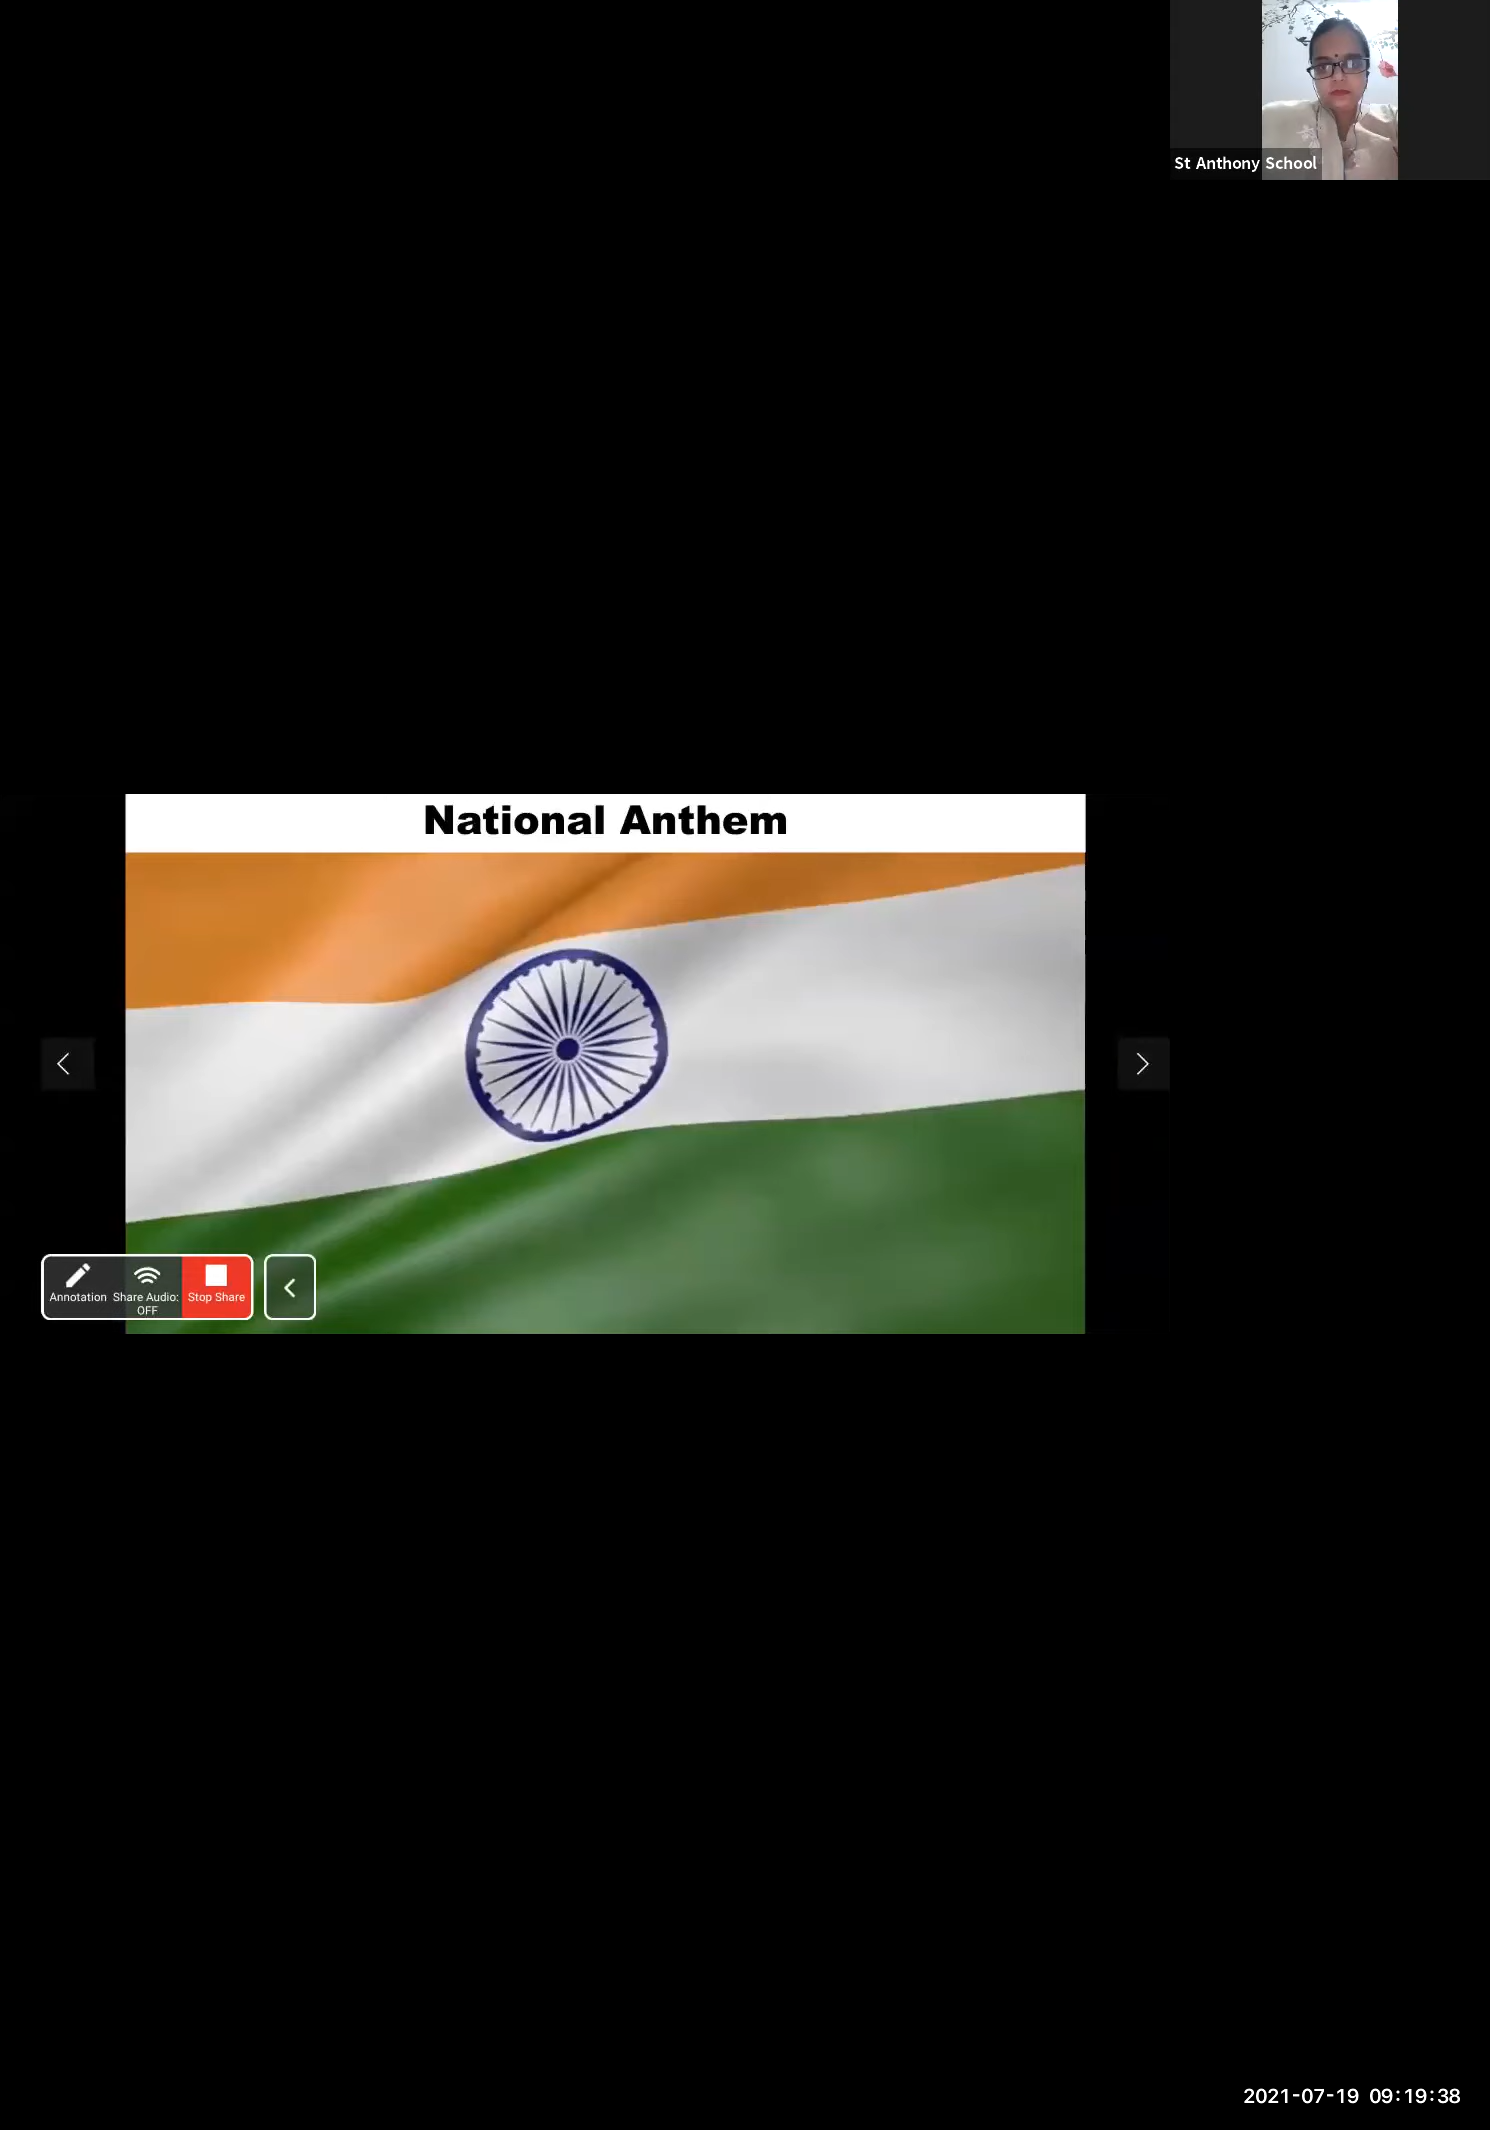 St Anthony School
National Anthem
Annotation
Share Audio:
OFF
Stop Share
2021-07-19 09:19:38